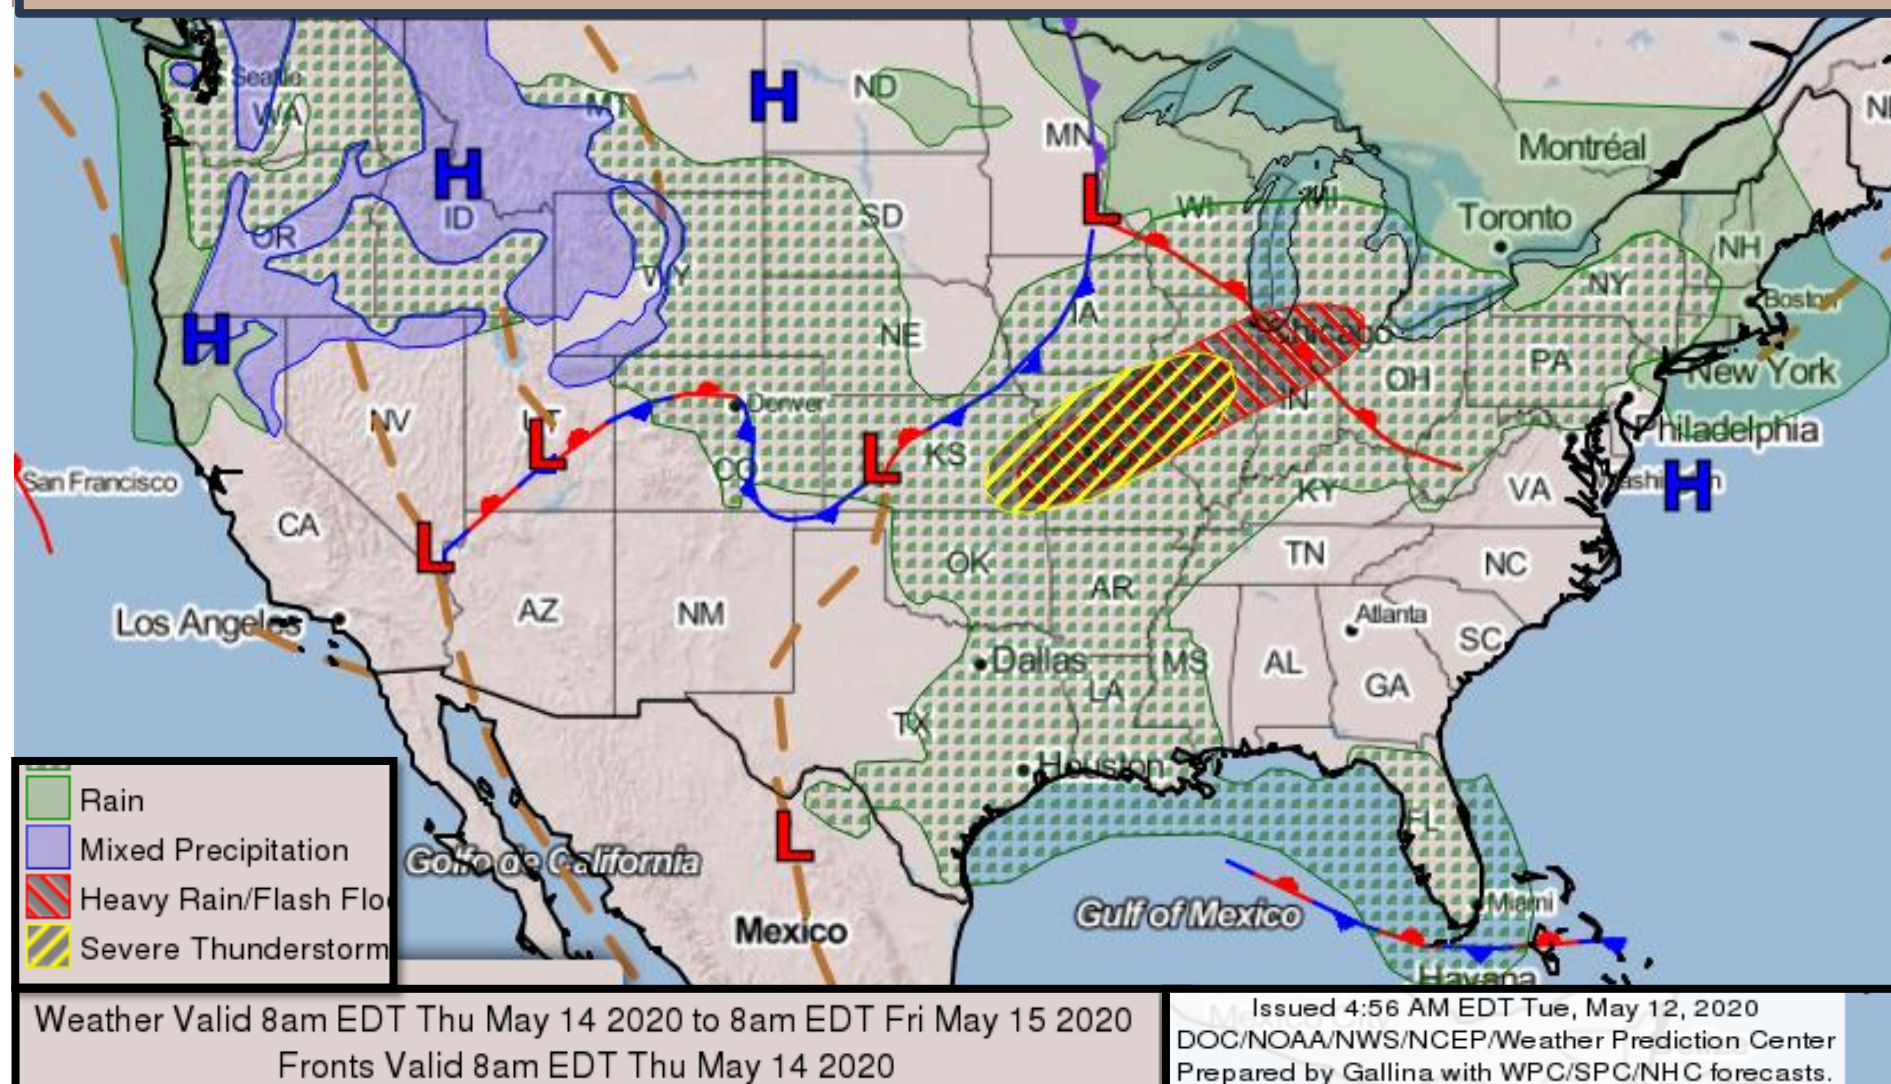 Seattle
WA
MT
ND
MN
Montréal
ID
OR
SD
WI
MI
Toronto
NH
WY
NY
Boston
NE
IA
Chicago
PA
New York
NV
UT
Denver
IN
OH
Philadelphia
San Francisco
CO
KS
KY
VA
Washington
CA
OK
TN
NC
Los Angeles
AZ
NM
AR
Atlanta
SC
Dallas
MS
AL
GA
LA
TX
Houston
FL
Golfo de California
Miami
Gulf of Mexico
Mexico
Havana
H
H
H
H
L
L
L
L
L
Rain
Mixed Precipitation
Heavy Rain/Flash Flo
Severe Thunderstorm
Weather Valid 8am EDT Thu May 14 2020 to 8am EDT Fri May 15 2020
Fronts Valid 8am EDT Thu May 14 2020
Issued 4:56 AM EDT Tue, May 12, 2020
DOC/NOAA/NWS/NCEP/Weather Prediction Center
Prepared by Gallina with WPC/SPC/NHC forecasts.